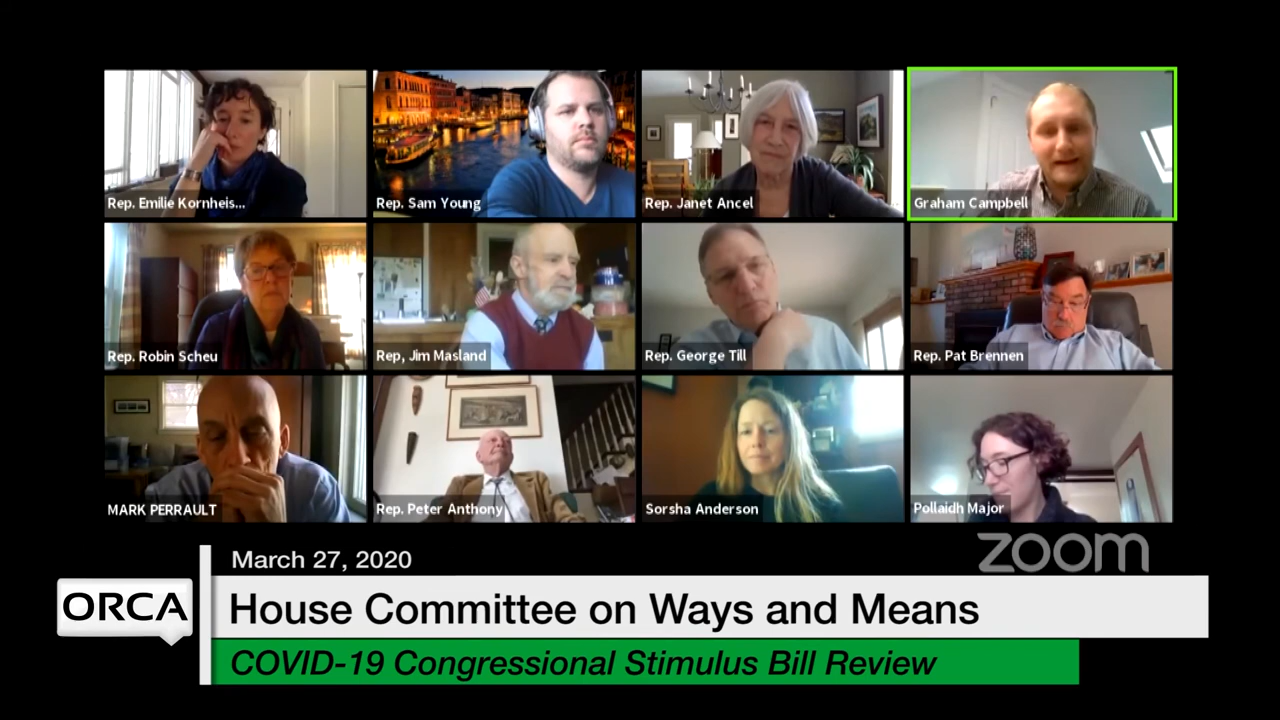 Rep. Emilie Kornheis...
Rep. Sam Young
Rep. Janet Ancel
Graham Campbell
Rep. Robin Scheu
Rep, Jim Masland
Rep. George Till
Rep. Pat Brennen
MARK PERRAULT
Rep. Peter Anthony
Sorsha Anderson
Pollaidh Major
zoom
March 27, 2020
ORCA
House Committee on Ways and Means
COVID-19 Congressional Stimulus Bill Review